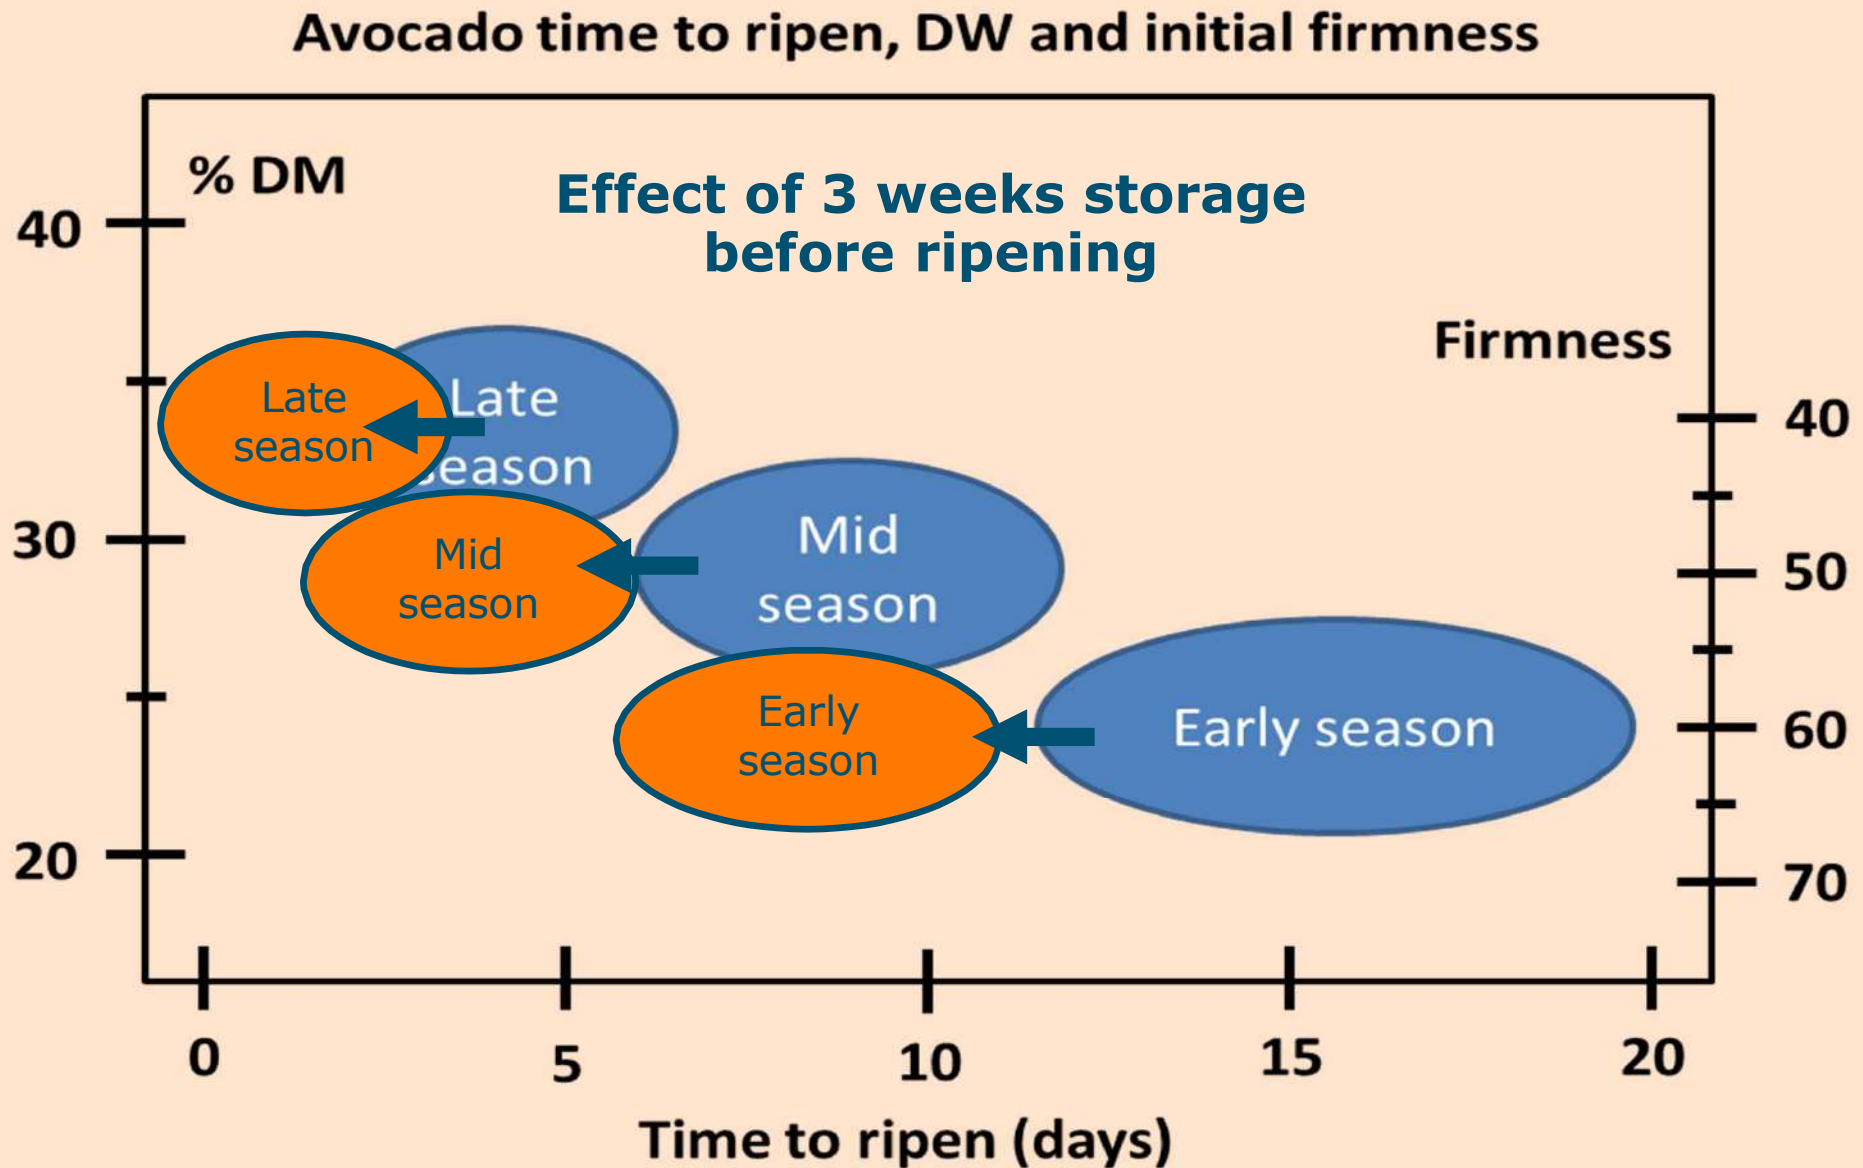 Avocado time to ripen, DW and initial firmness
% DM
Effect of 3 weeks storage
before ripening
40
30
20
Firmness
40
50
60
70
Late
season
Late
season
Mid
season
Mid
season
Early
season
Early season
0
5
10
15
20
Time to ripen (days)